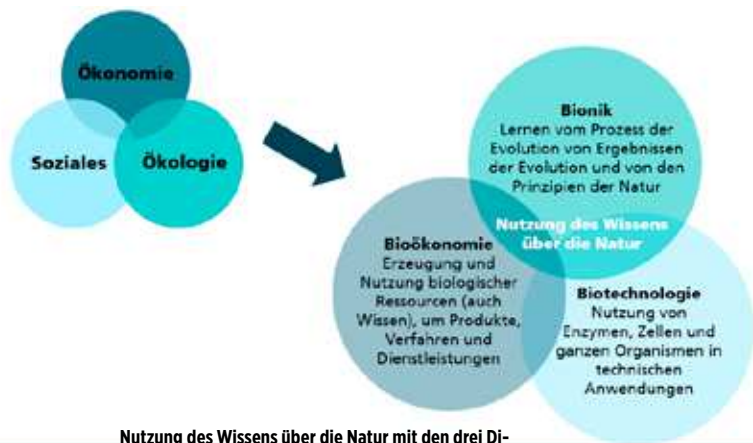 Ökonomie
Soziales
Ökologie
Bionik
Lernen vom Prozess der
Evolution von Ergebnissen
der Evolution und von den
Prinzipien der Natur
Nutzung des Wissens
über die Natur
Bioökonomie
Erzeugung und
Nutzung biologischer
Ressourcen (auch
Wissen), um Produkte,
Verfahren und
Dienstleistungen
Biotechnologie
Nutzung von
Enzymen, Zellen und
ganzen Organismen in
technischen
Anwendungen
Nutzung des Wissens über die Natur mit den drei Di-